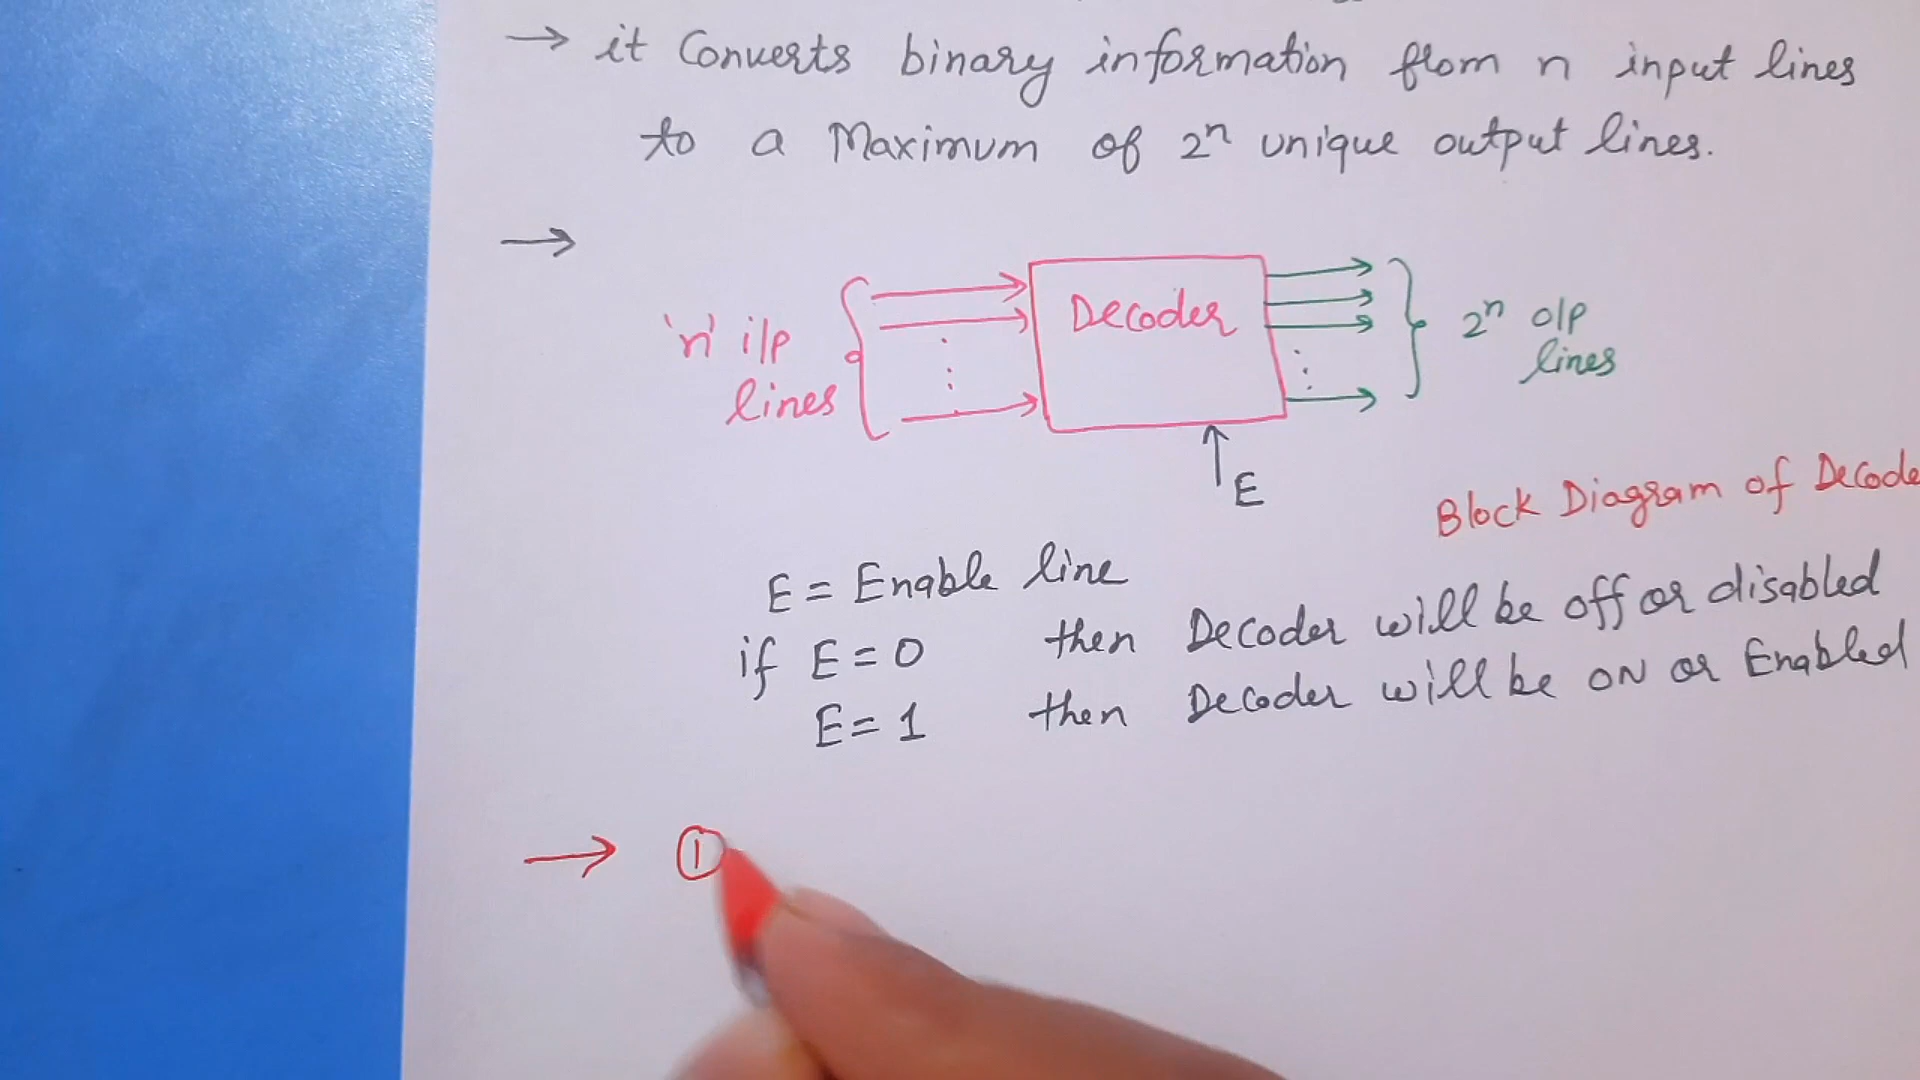 → it Converts binary information from n input lines
to a Maximum of 2ⁿ unique output lines.
→
'n' i/p
lines
Decoder
2ⁿ o/p
lines
E
Block Diagram of Decode
E = Enable line
if E = 0 then Decoder will be off or disabled
E = 1 then Decoder will be ON or Enabled
→ ①